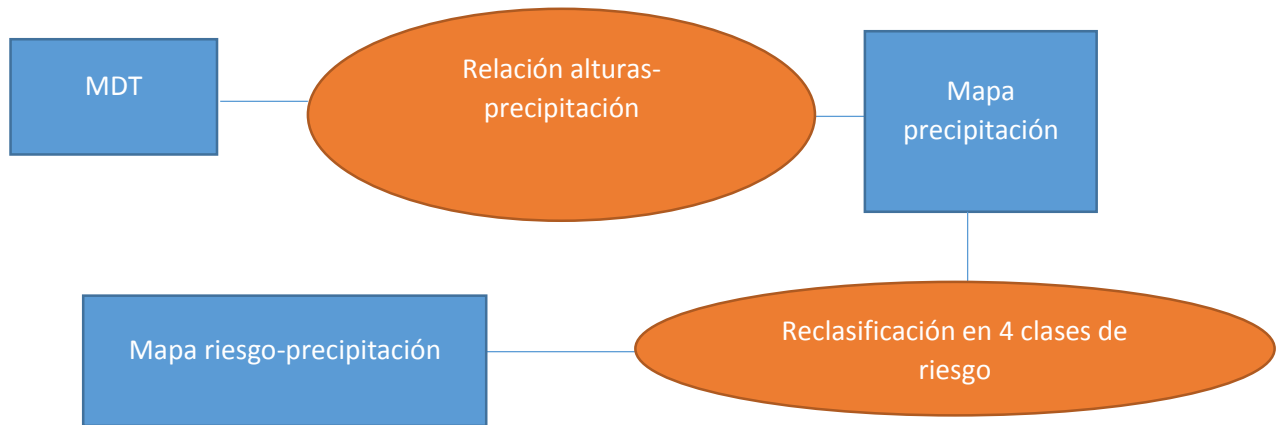 MDT
Relación alturas-
precipitación
Mapa
precipitación
Mapa riesgo-precipitación
Reclasificación en 4 clases de
riesgo